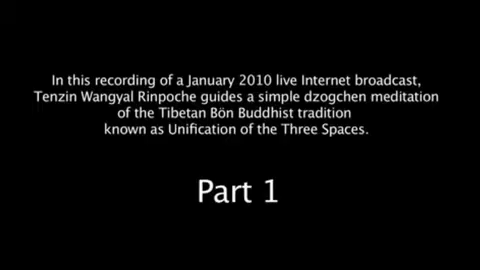 In this recording of a January 2010 live Internet broadcast,
Tenzin Wangyal Rinpoche guides a simple dzogchen meditation
of the Tibetan Bön Buddhist tradition
known as Unification of the Three Spaces.
Part 1